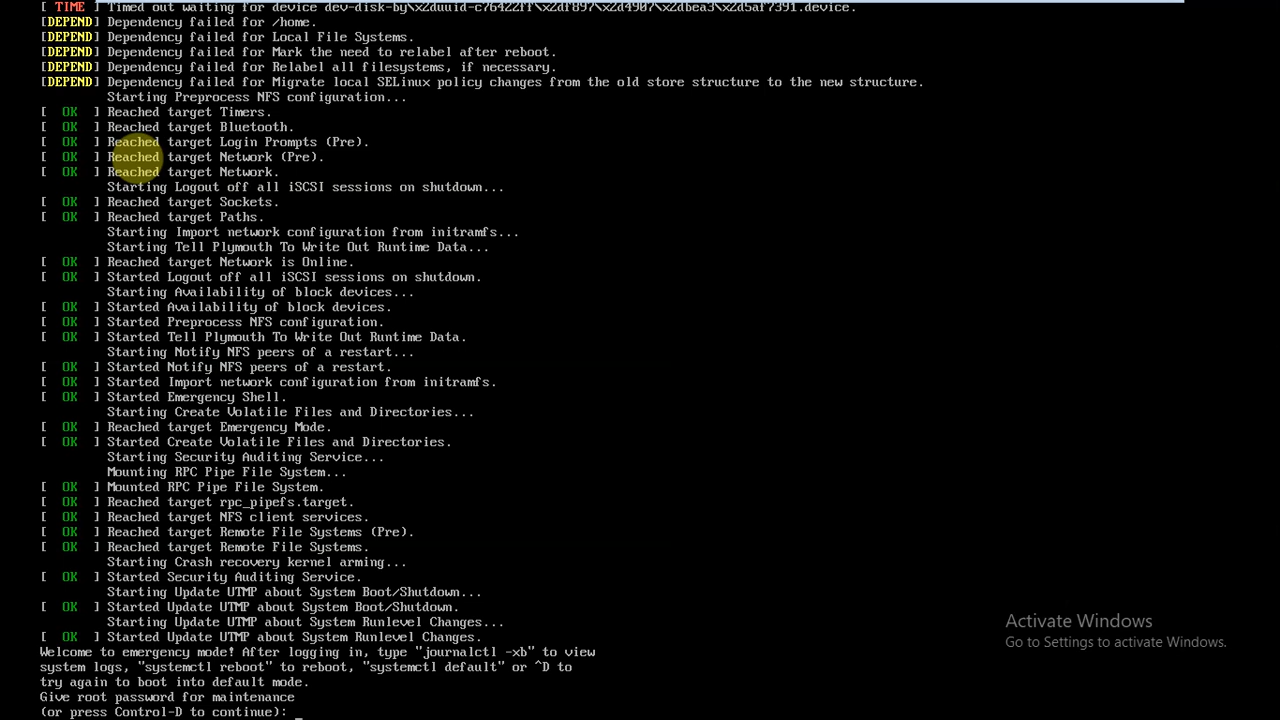 [ TIME ] Timed out waiting for device dev-disk-by\x2duuid-c76422ff\x2df897\x2d4907\x2dbea3\x2d5af7391.device.
[DEPEND] Dependency failed for /home.
[DEPEND] Dependency failed for Local File Systems.
[DEPEND] Dependency failed for Mark the need to relabel after reboot.
[DEPEND] Dependency failed for Relabel all filesystems, if necessary.
[DEPEND] Dependency failed for Migrate local SELinux policy changes from the old store structure to the new structure.
Starting Preprocess NFS configuration...
[ OK ] Reached target Timers.
[ OK ] Reached target Bluetooth.
[ OK ] Reached target Login Prompts (Pre).
[ OK ] Reached target Network (Pre).
[ OK ] Reached target Network.
Starting Logout off all iSCSI sessions on shutdown...
[ OK ] Reached target Sockets.
[ OK ] Reached target Paths.
Starting Import network configuration from initramfs...
Starting Tell Plymouth To Write Out Runtime Data...
[ OK ] Reached target Network is Online.
[ OK ] Started Logout off all iSCSI sessions on shutdown.
Starting Availability of block devices...
[ OK ] Started Availability of block devices.
[ OK ] Started Preprocess NFS configuration.
[ OK ] Started Tell Plymouth To Write Out Runtime Data.
Starting Notify NFS peers of a restart...
[ OK ] Started Notify NFS peers of a restart.
[ OK ] Started Import network configuration from initramfs.
[ OK ] Started Emergency Shell.
Starting Create Volatile Files and Directories...
[ OK ] Reached target Emergency Mode.
[ OK ] Started Create Volatile Files and Directories.
Starting Security Auditing Service...
Mounting RPC Pipe File System...
[ OK ] Mounted RPC Pipe File System.
[ OK ] Reached target rpc_pipefs.target.
[ OK ] Reached target NFS client services.
[ OK ] Reached target Remote File Systems (Pre).
[ OK ] Reached target Remote File Systems.
Starting Crash recovery kernel arming...
[ OK ] Started Security Auditing Service.
Starting Update UTMP about System Boot/Shutdown...
[ OK ] Started Update UTMP about System Boot/Shutdown.
Starting Update UTMP about System Runlevel Changes...
[ OK ] Started Update UTMP about System Runlevel Changes.
Welcome to emergency mode! After logging in, type "journalctl -xb" to view
system logs, "systemctl reboot" to reboot, "systemctl default" or ^D to
try again to boot into default mode.
Give root password for maintenance
(or press Control-D to continue): _
Activate Windows
Go to Settings to activate Windows.